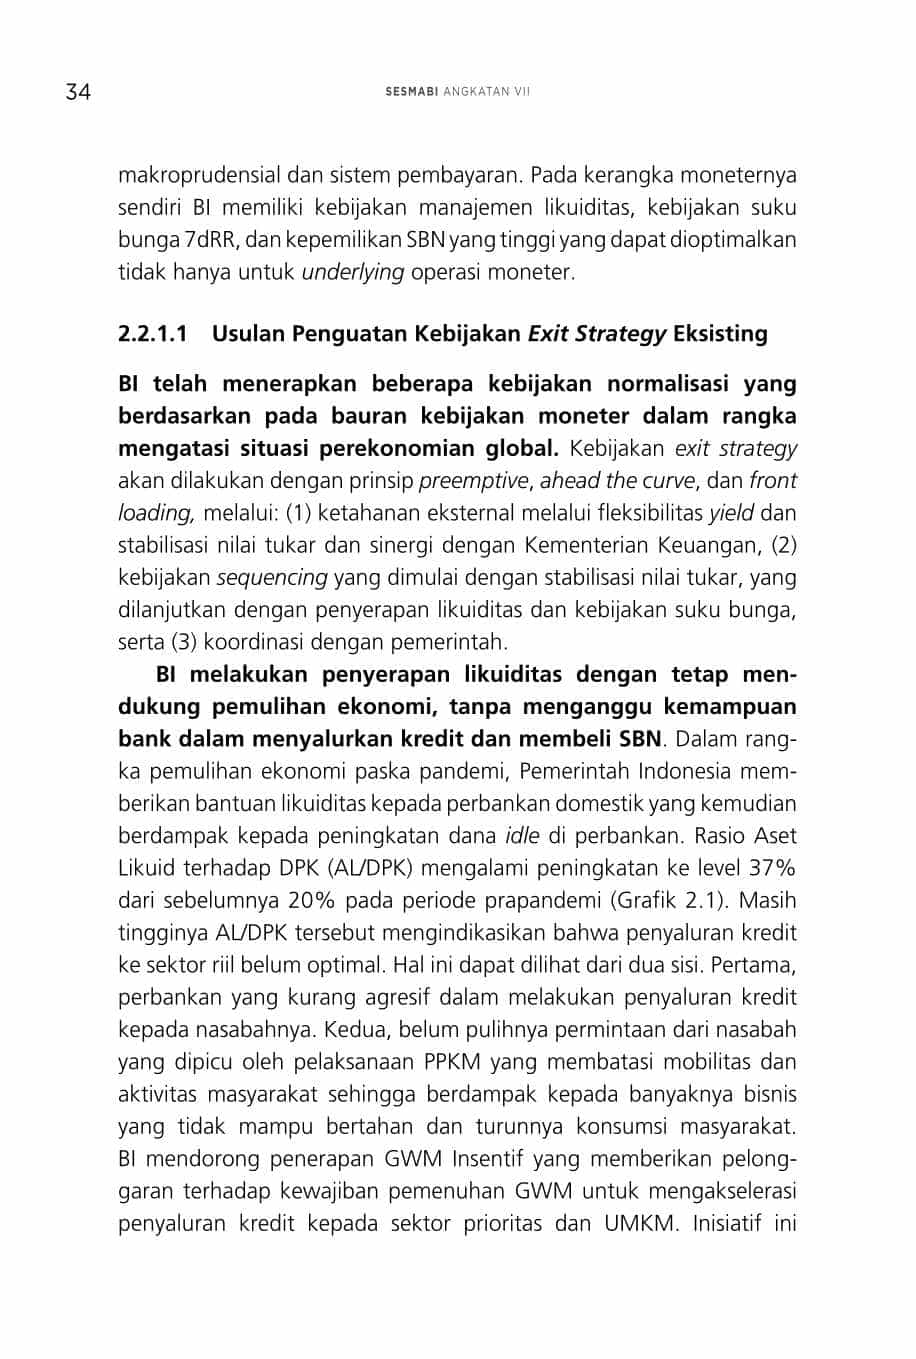 34
SESMABI ANGKATAN VII
makroprudensial dan sistem pembayaran. Pada kerangka moneternya
sendiri BI memiliki kebijakan manajemen likuiditas, kebijakan suku
bunga 7dRR, dan kepemilikan SBN yang tinggi yang dapat dioptimalkan
tidak hanya untuk underlying operasi moneter.
2.2.1.1 Usulan Penguatan Kebijakan Exit Strategy Eksisting
BI telah menerapkan beberapa kebijakan normalisasi yang
berdasarkan pada bauran kebijakan moneter dalam rangka
mengatasi situasi perekonomian global. Kebijakan exit strategy
akan dilakukan dengan prinsip preemptive, ahead the curve, dan front
loading, melalui: (1) ketahanan eksternal melalui fleksibilitas yield dan
stabilisasi nilai tukar dan sinergi dengan Kementerian Keuangan, (2)
kebijakan sequencing yang dimulai dengan stabilisasi nilai tukar, yang
dilanjutkan dengan penyerapan likuiditas dan kebijakan suku bunga,
serta (3) koordinasi dengan pemerintah.
BI melakukan penyerapan likuiditas dengan tetap men-
dukung pemulihan ekonomi, tanpa menganggu kemampuan
bank dalam menyalurkan kredit dan membeli SBN. Dalam rang-
ka pemulihan ekonomi paska pandemi, Pemerintah Indonesia mem-
berikan bantuan likuiditas kepada perbankan domestik yang kemudian
berdampak kepada peningkatan dana idle di perbankan. Rasio Aset
Likuid terhadap DPK (AL/DPK) mengalami peningkatan ke level 37%
dari sebelumnya 20% pada periode prapandemi (Grafik 2.1). Masih
tingginya AL/DPK tersebut mengindikasikan bahwa penyaluran kredit
ke sektor riil belum optimal. Hal ini dapat dilihat dari dua sisi. Pertama,
perbankan yang kurang agresif dalam melakukan penyaluran kredit
kepada nasabahnya. Kedua, belum pulihnya permintaan dari nasabah
yang dipicu oleh pelaksanaan PPKM yang membatasi mobilitas dan
aktivitas masyarakat sehingga berdampak kepada banyaknya bisnis
yang tidak mampu bertahan dan turunnya konsumsi masyarakat.
BI mendorong penerapan GWM Insentif yang memberikan pelong-
garan terhadap kewajiban pemenuhan GWM untuk mengakselerasi
penyaluran kredit kepada sektor prioritas dan UMKM. Inisiatif ini